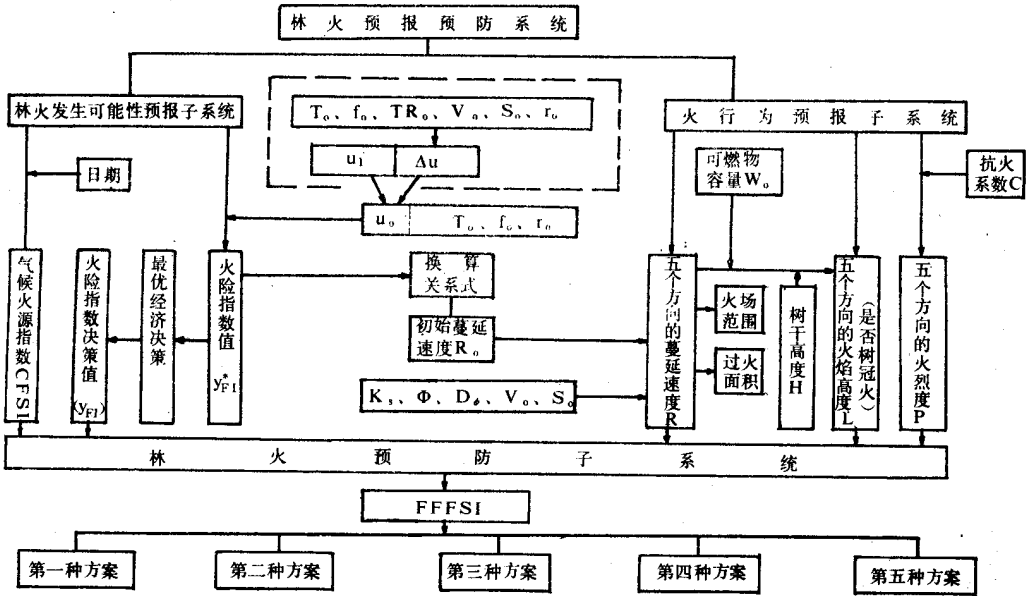 林火预报预防系统
林火发生可能性预报子系统
T₀、f₀、TR₀、V₀、S₀、r₀
火行为预报子系统
u₁ Δu
日期
可燃物
容量W₀
抗火
系数C
u₀ T₀、f₀、r₀
气候火源指数CFSI
火险指数决策值(y_FI)
最优经济决策
火险指数值 y*_FI
换算
关系式
初始蔓延
速度R₀
K_s、Φ、D_ϕ、V₀、S₀
五个方向的蔓延速度R
火场
范围
过火
面积
树干高度H
五个方向的火焰高度L
(是否树冠火)
五个方向的火烈度P
林火预防子系统
FFFSI
第一种方案
第二种方案
第三种方案
第四种方案
第五种方案